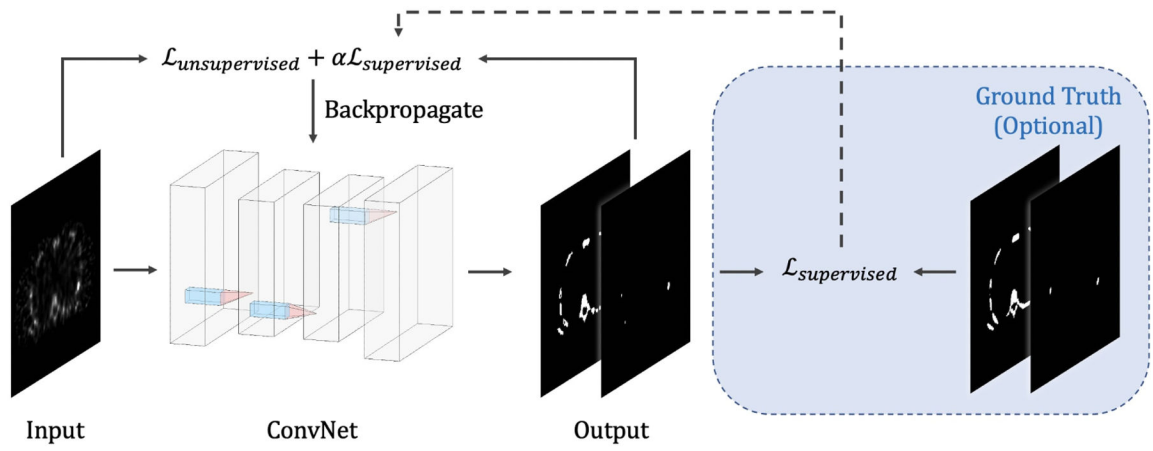 ℒunsupervised + αℒsupervised
Backpropagate
Ground Truth
(Optional)
ℒsupervised
Input
ConvNet
Output